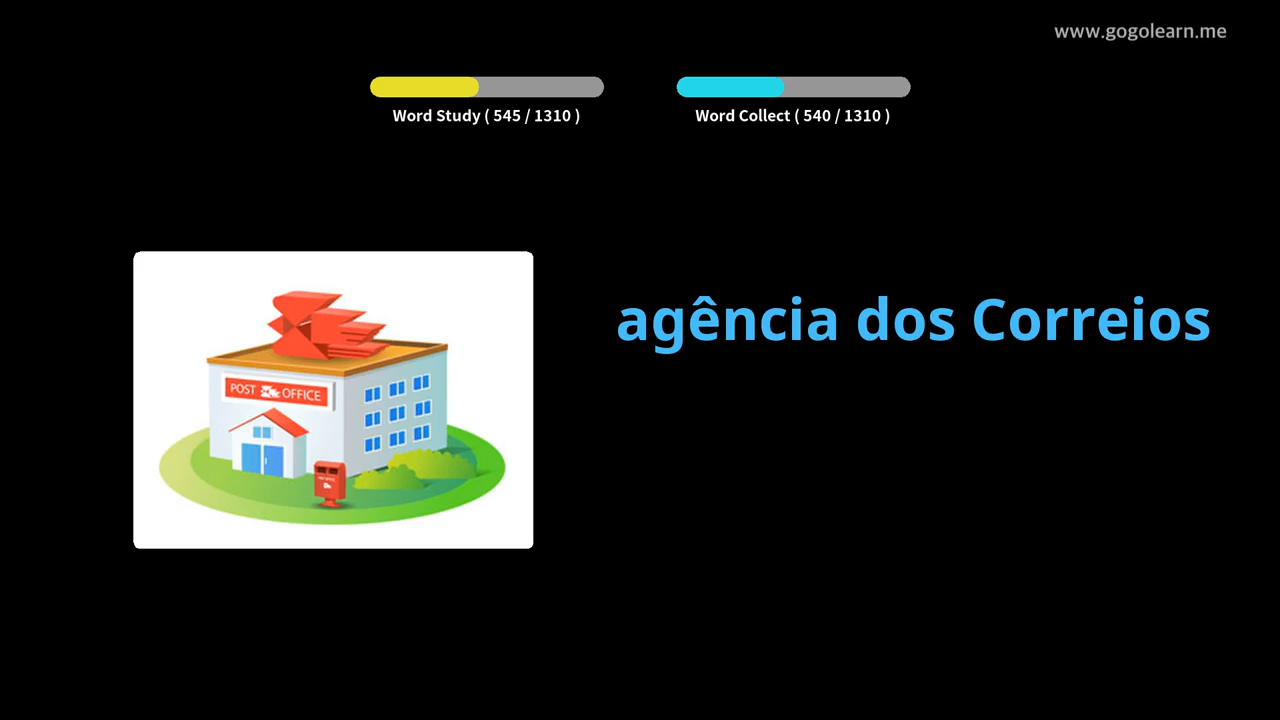 www.gogolearn.me
Word Study ( 545 / 1310 )
Word Collect ( 540 / 1310 )
agência dos Correios
POST OFFICE